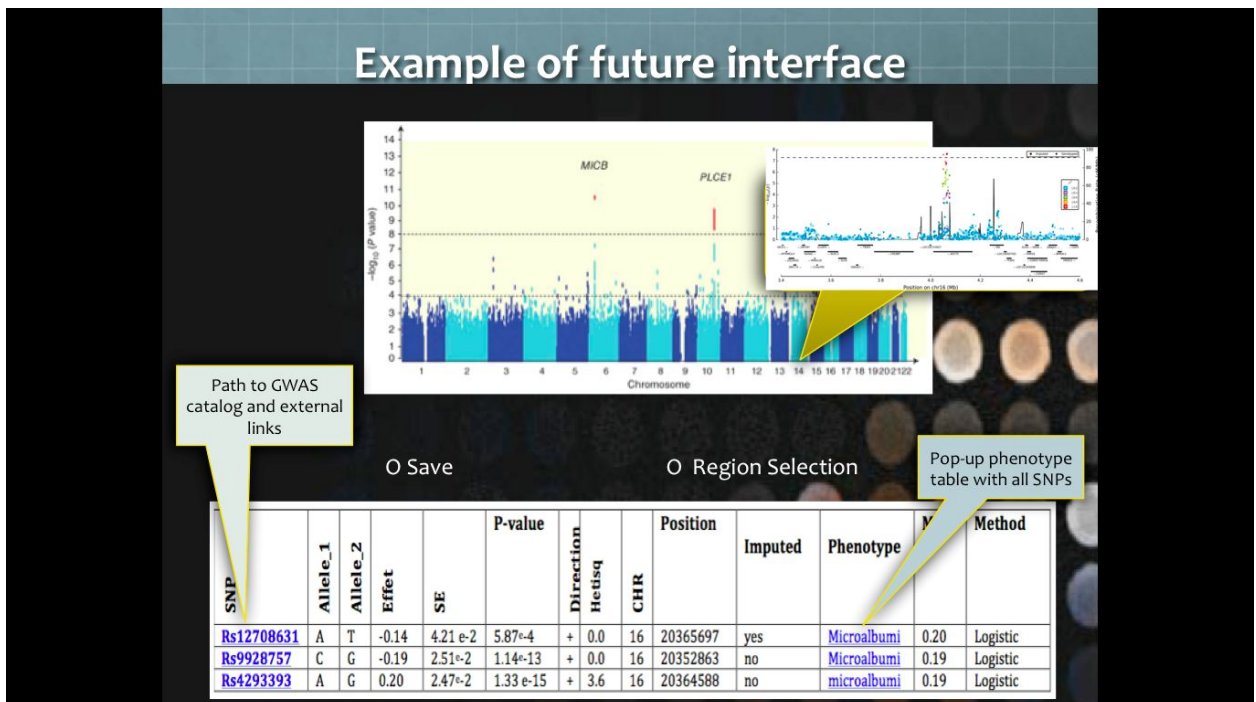 Example of future interface
14
13
12
11
10
9
8
7
6
5
4
3
2
1
0
−log10 (P value)
MICB
PLCE1
1 2 3 4 5 6 7 8 9 10 11 12 13 14 15 16 17 18 19 20 21 22
Chromosome
Position on chr16 (Mb)
Path to GWAS
catalog and external
links
O Save
O Region Selection
Pop-up phenotype
table with all SNPs
SNP Allele_1 Allele_2 Effet SE P-value Direction Hetisq CHR Position Imputed Phenotype Method
Rs12708631 A T -0.14 4.21 e-2 5.87e-4 + 0.0 16 20365697 yes Microalbumi 0.20 Logistic
Rs9928757 C G -0.19 2.51e-2 1.14e-13 + 0.0 16 20352863 no Microalbumi 0.19 Logistic
Rs4293393 A G 0.20 2.47e-2 1.33 e-15 + 3.6 16 20364588 no microalbumi 0.19 Logistic